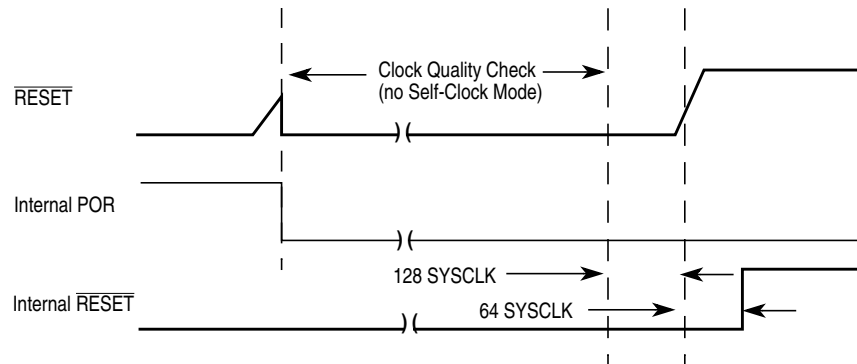 Clock Quality Check
(no Self-Clock Mode)
RESET
Internal POR
128 SYSCLK
Internal RESET
64 SYSCLK